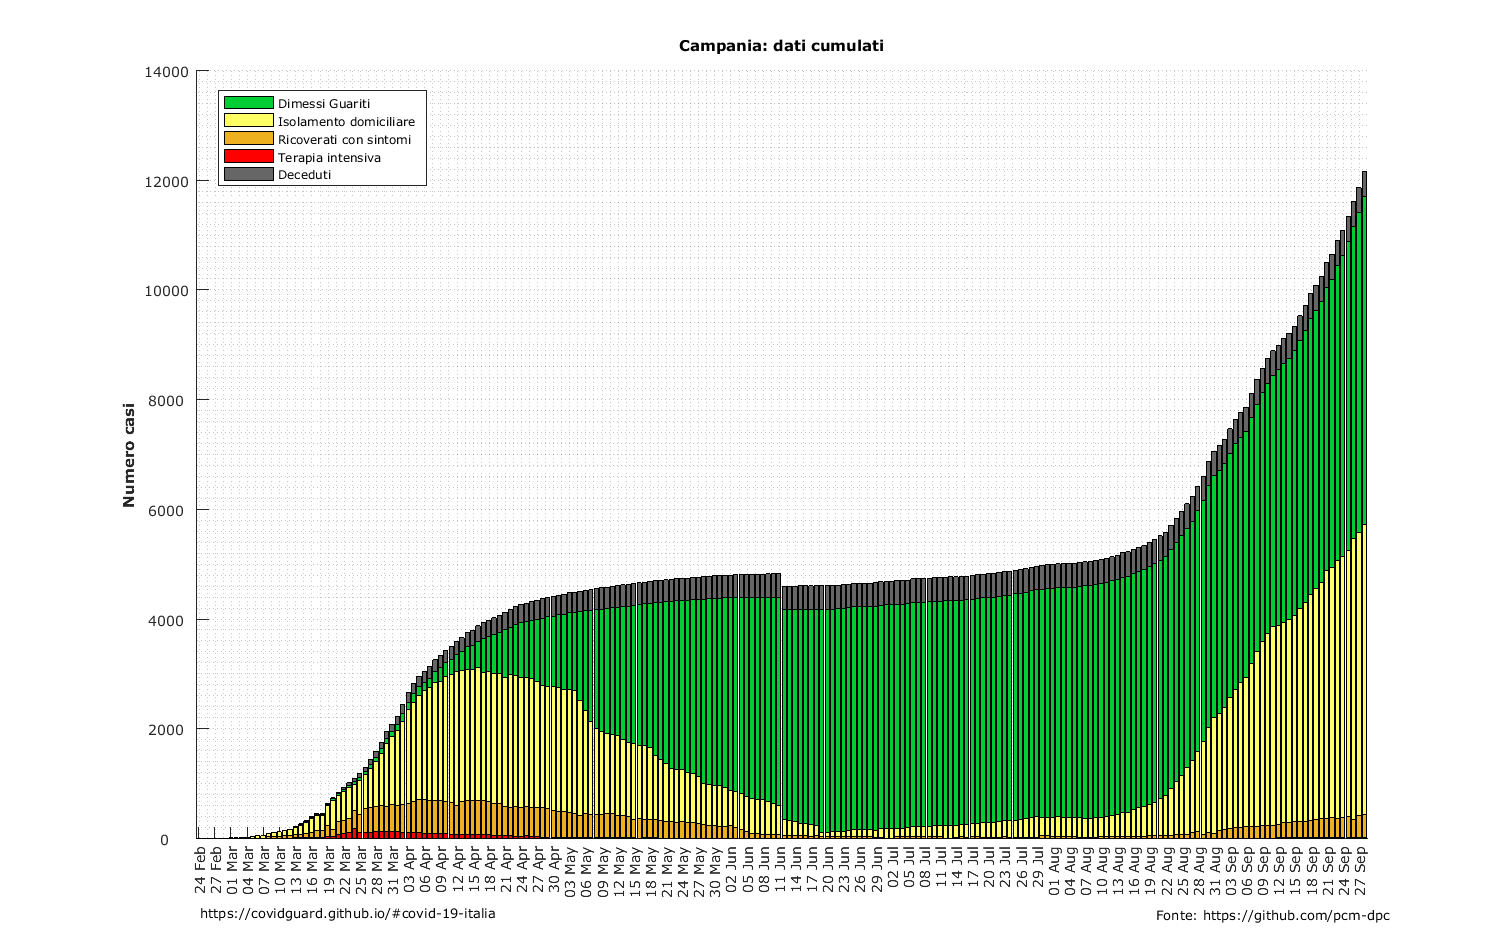 Campania: dati cumulati
14000
12000
10000
8000
6000
4000
2000
0
Numero casi
Dimessi Guariti
Isolamento domiciliare
Ricoverati con sintomi
Terapia intensiva
Deceduti
24 Feb
27 Feb
01 Mar
04 Mar
07 Mar
10 Mar
13 Mar
16 Mar
19 Mar
22 Mar
25 Mar
28 Mar
31 Mar
03 Apr
06 Apr
09 Apr
12 Apr
15 Apr
18 Apr
21 Apr
24 Apr
27 Apr
30 Apr
03 May
06 May
09 May
12 May
15 May
18 May
21 May
24 May
27 May
30 May
02 Jun
05 Jun
08 Jun
11 Jun
14 Jun
17 Jun
20 Jun
23 Jun
26 Jun
29 Jun
02 Jul
05 Jul
08 Jul
11 Jul
14 Jul
17 Jul
20 Jul
23 Jul
26 Jul
29 Jul
01 Aug
04 Aug
07 Aug
10 Aug
13 Aug
16 Aug
19 Aug
22 Aug
25 Aug
28 Aug
31 Aug
03 Sep
06 Sep
09 Sep
12 Sep
15 Sep
18 Sep
21 Sep
24 Sep
27 Sep
https://covidguard.github.io/#covid-19-italia
Fonte: https://github.com/pcm-dpc